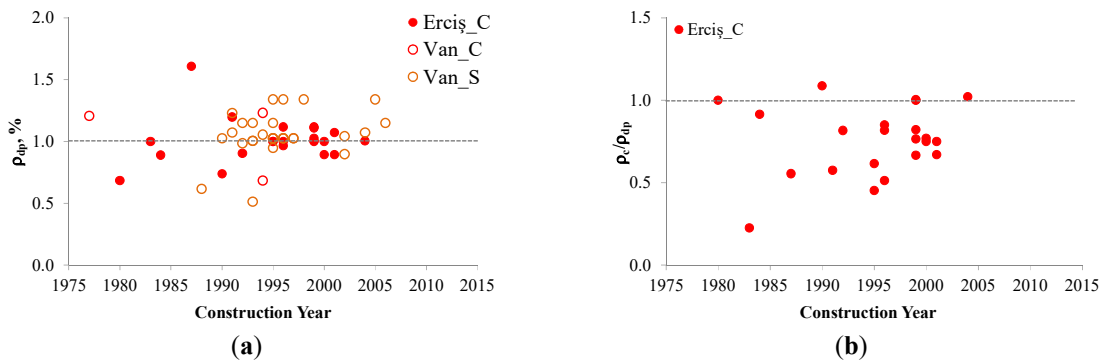 2.0
1.5
1.0
0.5
0.0
ρdp, %
Erciş_C
Van_C
Van_S
1975 1980 1985 1990 1995 2000 2005 2010 2015
Construction Year
(a)
1.5
1.0
0.5
0.0
ρc/ρdp
Erciş_C
1975 1980 1985 1990 1995 2000 2005 2010 2015
Construction Year
(b)